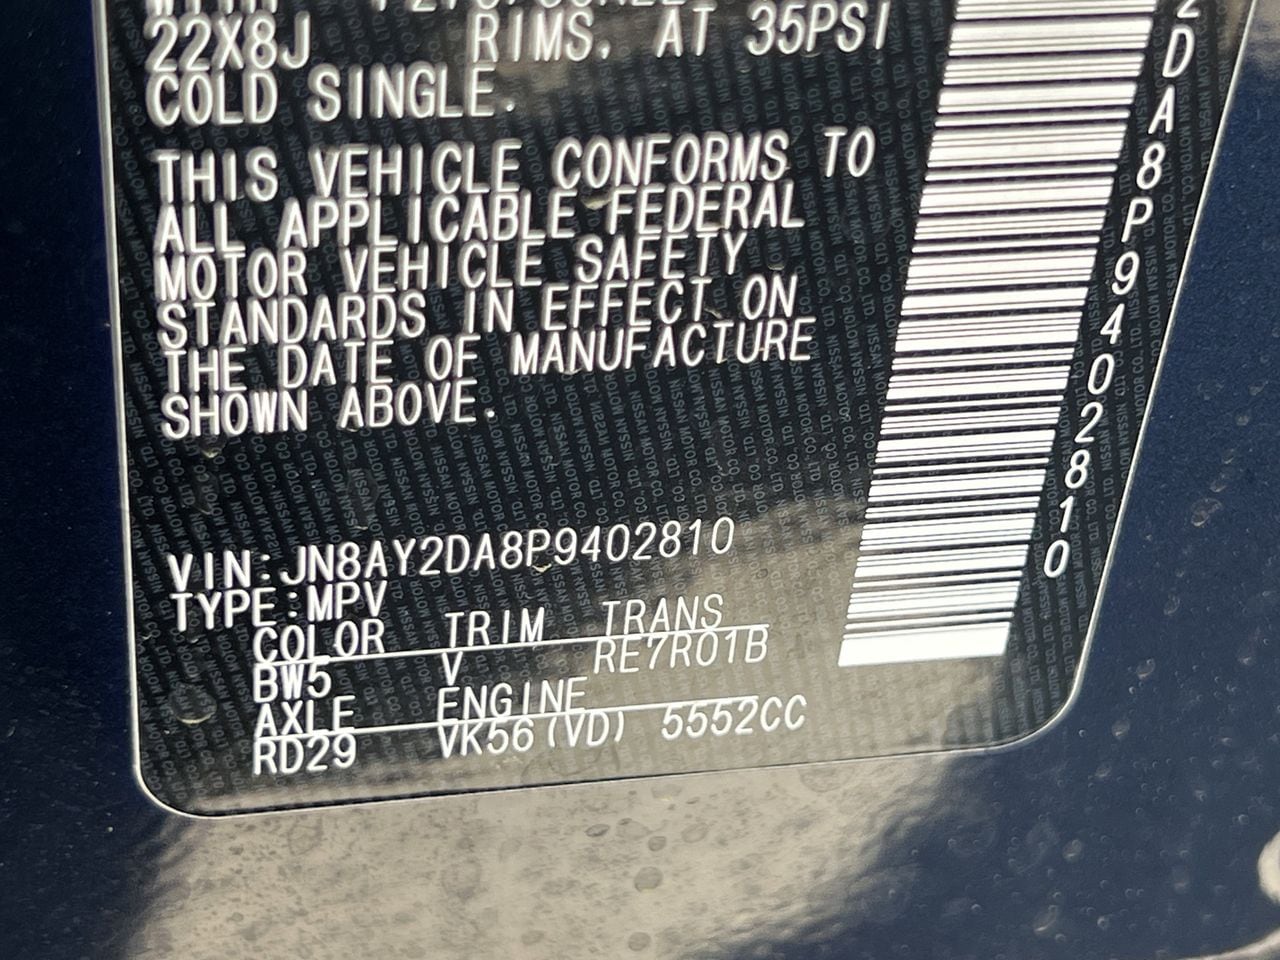 22X8J RIMS, AT 35PSI
COLD SINGLE.
THIS VEHICLE CONFORMS TO
ALL APPLICABLE FEDERAL
MOTOR VEHICLE SAFETY
STANDARDS IN EFFECT ON
THE DATE OF MANUFACTURE
SHOWN ABOVE.
VIN:JN8AY2DA8P9402810
TYPE:MPV
COLOR TRIM TRANS
BW5 V RE7R01B
AXLE ENGINE
RD29 VK56(VD) 5552CC
2DA8P9402810